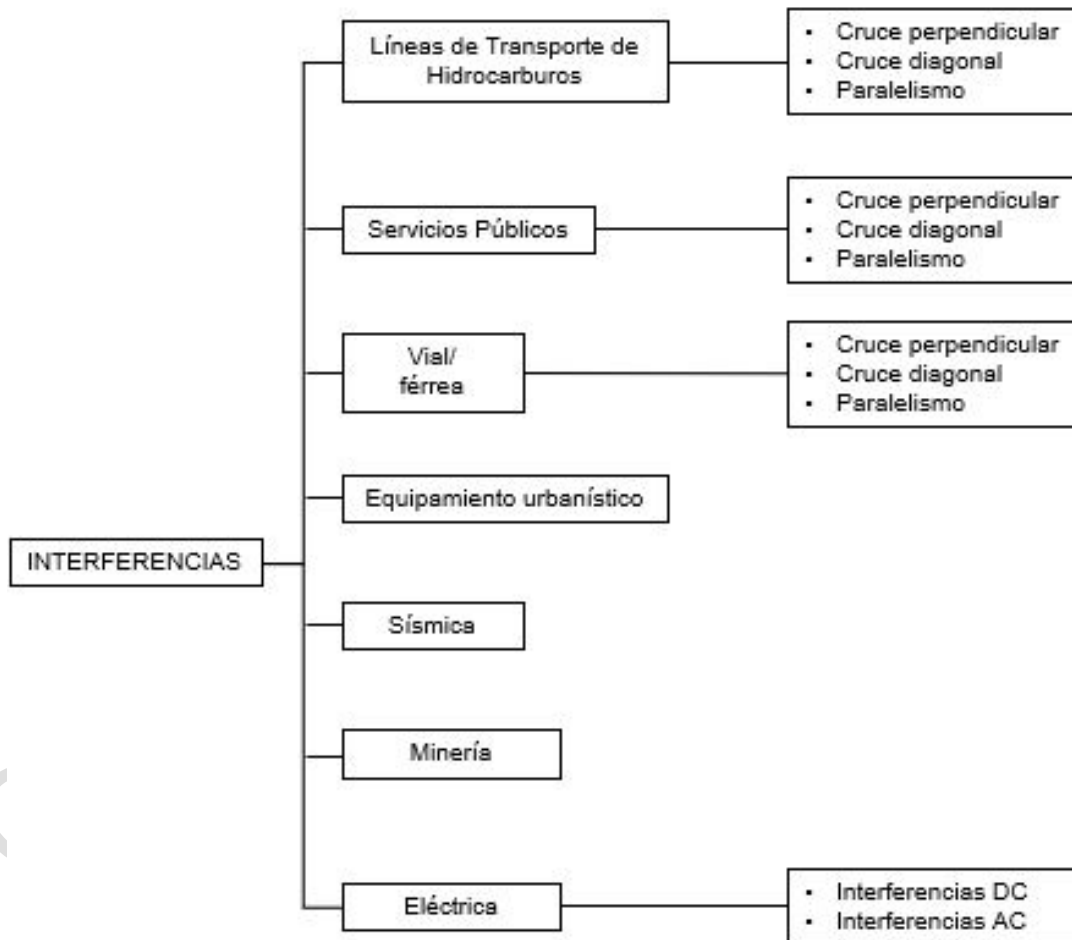 Líneas de Transporte de
Hidrocarburos
▪ Cruce perpendicular
▪ Cruce diagonal
▪ Paralelismo
Servicios Públicos
▪ Cruce perpendicular
▪ Cruce diagonal
▪ Paralelismo
Vial/
férrea
▪ Cruce perpendicular
▪ Cruce diagonal
▪ Paralelismo
Equipamiento urbanístico
INTERFERENCIAS
Sísmica
Minería
Eléctrica
▪ Interferencias DC
▪ Interferencias AC